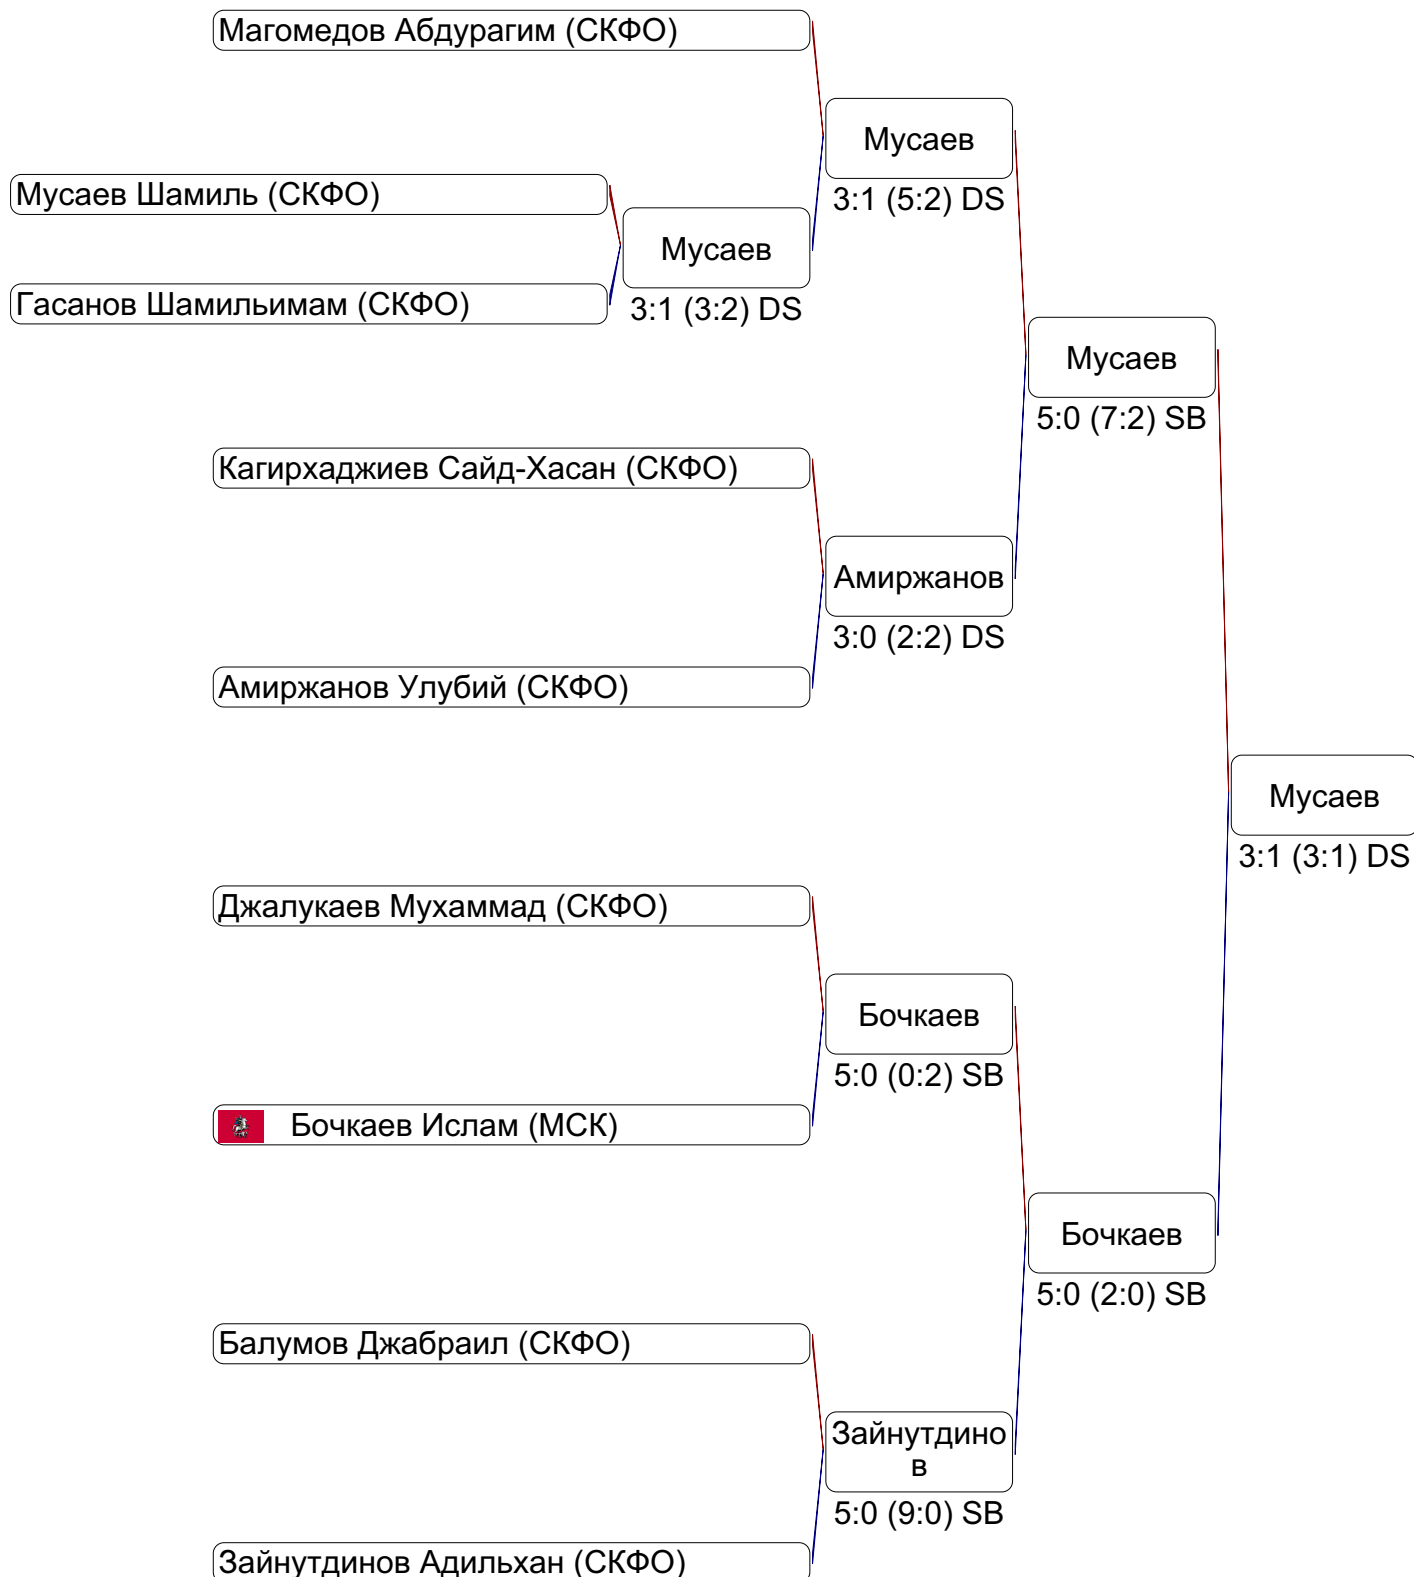 Магомедов Абдурагим (СКФО)
Мусаев
3:1 (5:2) DS
Мусаев Шамиль (СКФО)
Мусаев
3:1 (3:2) DS
Гасанов Шамильимам (СКФО)
Мусаев
5:0 (7:2) SB
Кагирхаджиев Сайд-Хасан (СКФО)
Амиржанов
3:0 (2:2) DS
Амиржанов Улубий (СКФО)
Мусаев
3:1 (3:1) DS
Джалукаев Мухаммад (СКФО)
Бочкаев
5:0 (0:2) SB
Бочкаев Ислам (МСК)
Бочкаев
5:0 (2:0) SB
Балумов Джабраил (СКФО)
Зайнутдино
в
5:0 (9:0) SB
Зайнутдинов Адильхан (СКФО)